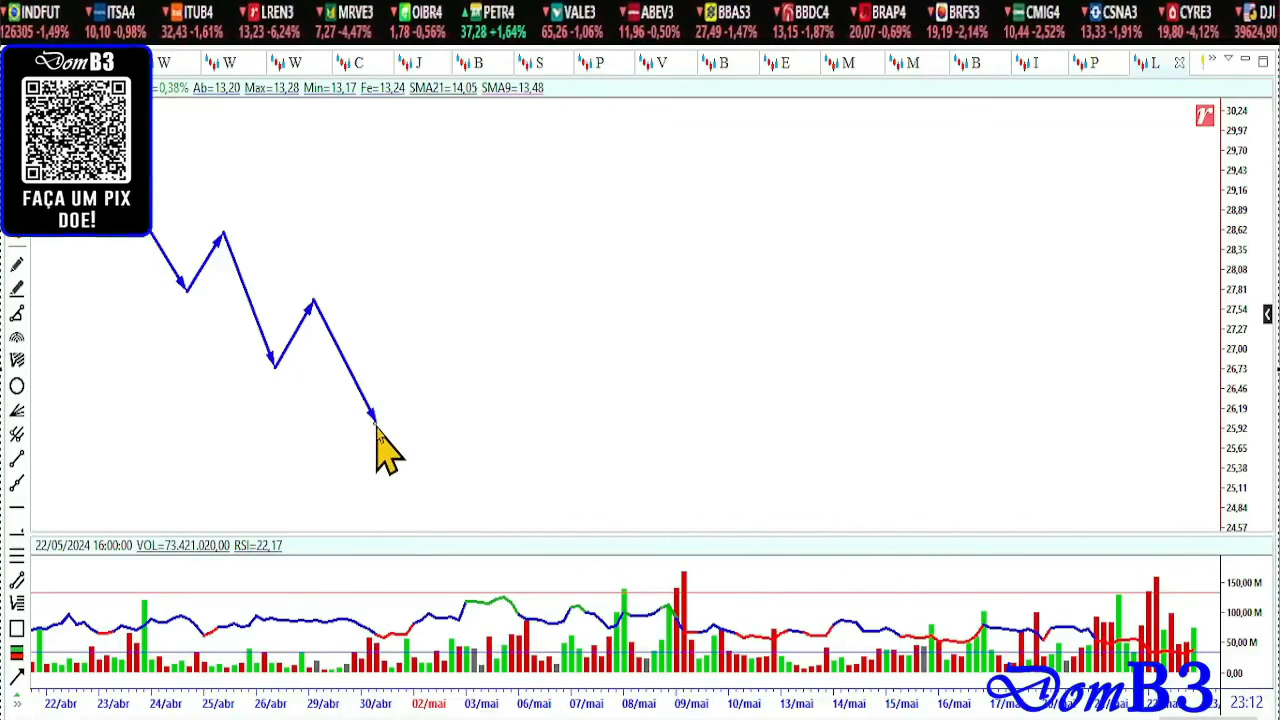 INDFUT ITSA4 ITUB4 LREN3 MRVE3 OIBR4 PETR4 VALE3 ABEV3 BBAS3 BBDC4 BRAP4 BRFS3 CMIG4 CSNA3 CYRE3 DJI
126305 -1,49% 10,10 -0,98% 32,43 -1,61% 13,23 -6,24% 7,27 -4,47% 1,78 -0,56% 37,28 +1,64% 65,26 -1,06% 11,96 -0,50% 27,49 -1,47% 13,15 -1,87% 20,07 -0,69% 19,19 -2,14% 10,44 -2,52% 13,33 -1,91% 19,80 -4,12% 39624,90
DomB3
FAÇA UM PIX
DOE!
W W W C J B S P V B E M M B I P L
=0,38% Ab=13,20 Max=13,28 Min=13,17 Fe=13,24 SMA21=14,05 SMA9=13,48
r
30,24
29,97
29,70
29,43
29,16
28,89
28,62
28,35
28,08
27,81
27,54
27,27
27,00
26,73
26,46
26,19
25,92
25,65
25,38
25,11
24,84
24,57
22/05/2024 16:00:00 VOL=73.421.020,00 RSI=22,17
150,00 M
100,00 M
50,00 M
0,00
22/abr 23/abr 24/abr 25/abr 26/abr 29/abr 30/abr 02/mai 03/mai 06/mai 07/mai 08/mai 09/mai 10/mai 13/mai 14/mai 15/mai 16/mai 17/mai 20/mai 21/mai 22/mai 23 23:12
DomB3